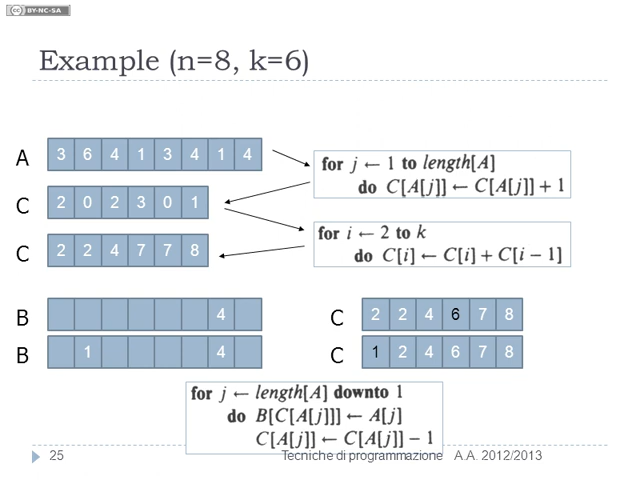 cc BY-NC-SA
Example (n=8, k=6)
A 3 6 4 1 3 4 1 4
for j ← 1 to length[A]
do C[A[j]] ← C[A[j]] + 1
C 2 0 2 3 0 1
for i ← 2 to k
do C[i] ← C[i] + C[i − 1]
C 2 2 4 7 7 8
B 4 C 2 2 4 6 7 8
B 1 4 C 1 2 4 6 7 8
for j ← length[A] downto 1
do B[C[A[j]]] ← A[j]
C[A[j]] ← C[A[j]] − 1
25 Tecniche di programmazione A.A. 2012/2013